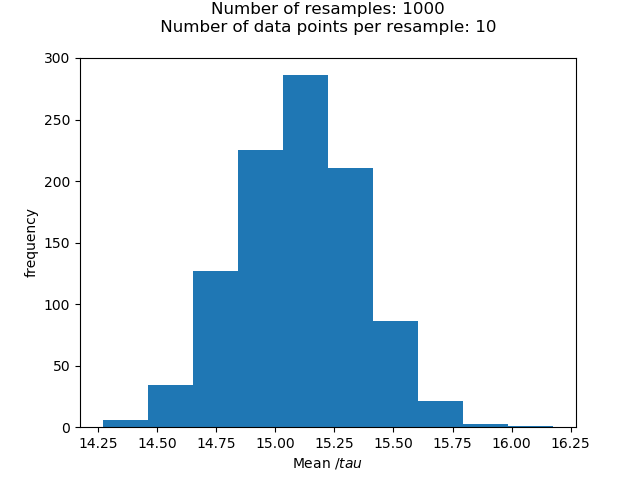 Number of resamples: 1000
Number of data points per resample: 10
300
250
200
150
100
50
0
frequency
14.25 14.50 14.75 15.00 15.25 15.50 15.75 16.00 16.25
Mean /tau